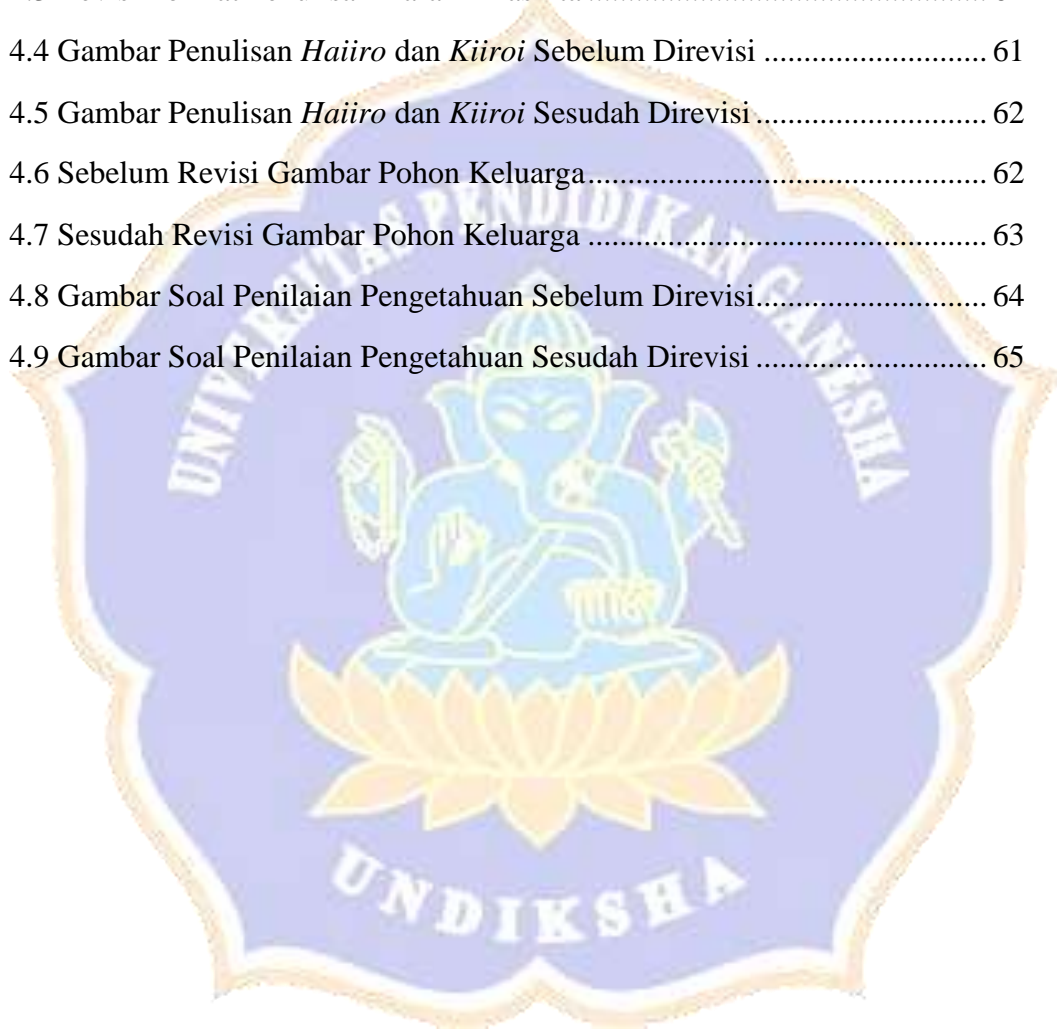 4.4 Gambar Penulisan Haiiro dan Kiiroi Sebelum Direvisi ........................... 61
4.5 Gambar Penulisan Haiiro dan Kiiroi Sesudah Direvisi ............................ 62
4.6 Sebelum Revisi Gambar Pohon Keluarga ................................................ 62
4.7 Sesudah Revisi Gambar Pohon Keluarga ................................................ 63
4.8 Gambar Soal Penilaian Pengetahuan Sebelum Direvisi............................ 64
4.9 Gambar Soal Penilaian Pengetahuan Sesudah Direvisi ............................ 65
UNIVERSITAS PENDIDIKAN GANESHA
UNDIKSHA